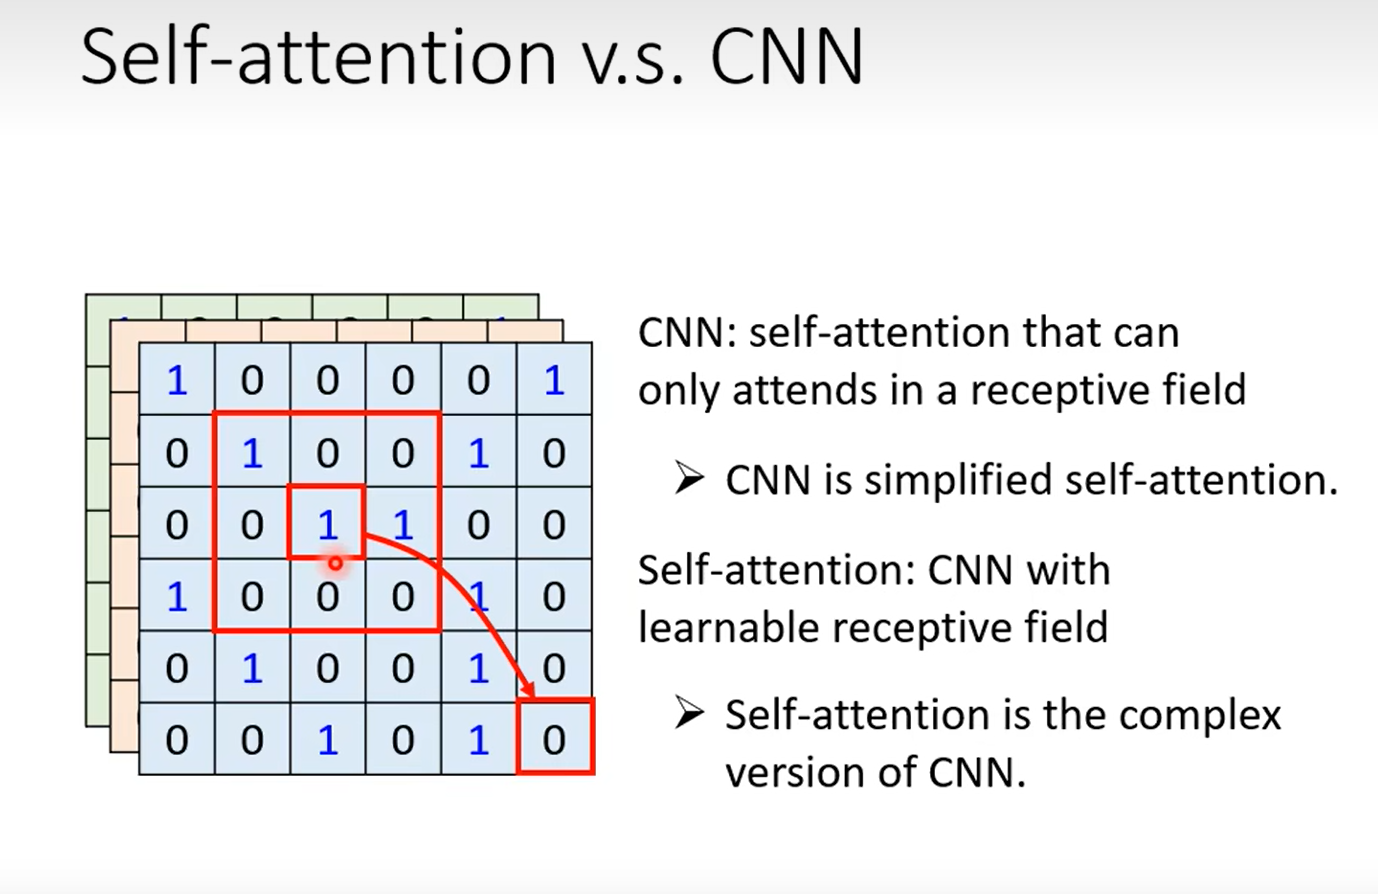 Self-attention v.s. CNN
1 0 0 0 0 1
0 1 0 0 1 0
0 0 1 1 0 0
1 0 0 0 1 0
0 1 0 0 1 0
0 0 1 0 1 0
CNN: self-attention that can
only attends in a receptive field
➢ CNN is simplified self-attention.
Self-attention: CNN with
learnable receptive field
➢ Self-attention is the complex
version of CNN.